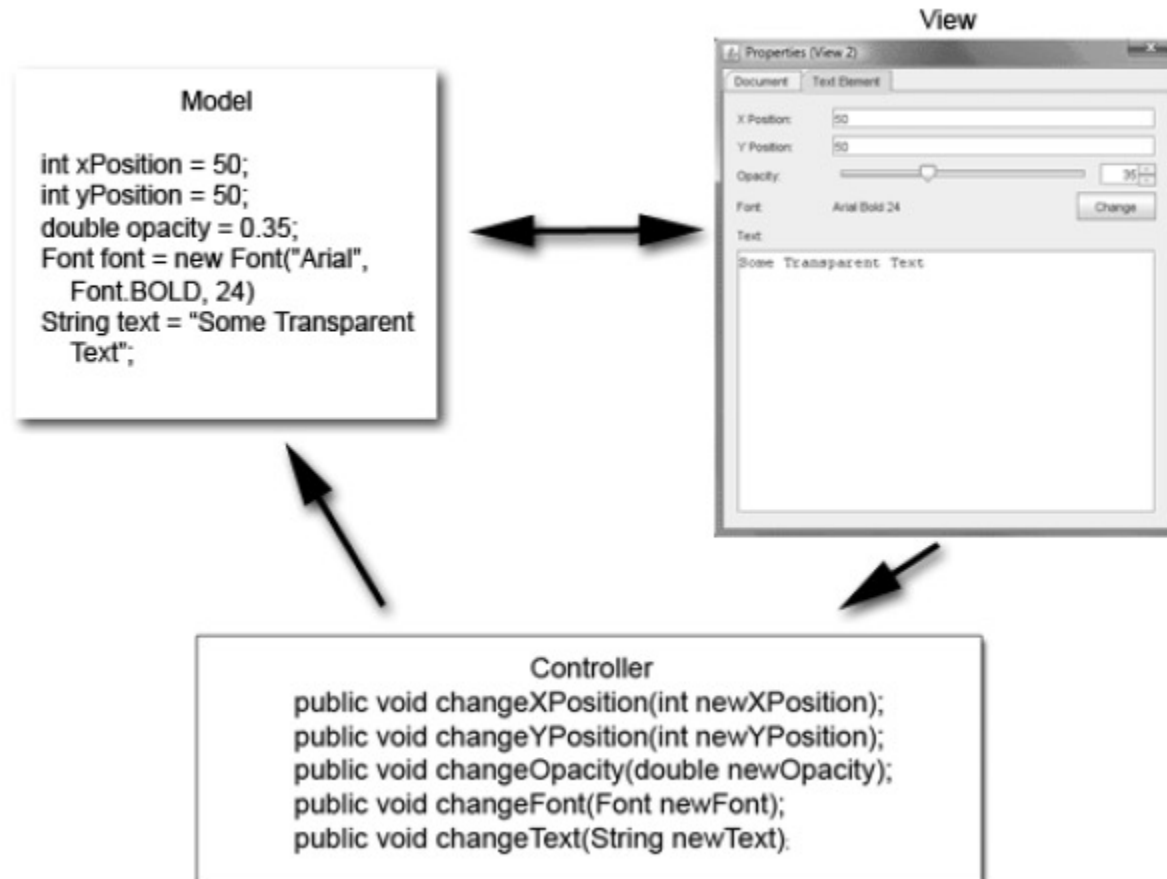 Model
int xPosition = 50;
int yPosition = 50;
double opacity = 0.35;
Font font = new Font("Arial",
Font.BOLD, 24)
String text = "Some Transparent
Text";
View
Properties (View 2)
Document Text Element
X Position: 50
Y Position: 50
Opacity: 35
Font: Arial Bold 24 Change
Text:
Some Transparent Text
Controller
public void changeXPosition(int newXPosition);
public void changeYPosition(int newYPosition);
public void changeOpacity(double newOpacity);
public void changeFont(Font newFont);
public void changeText(String newText);